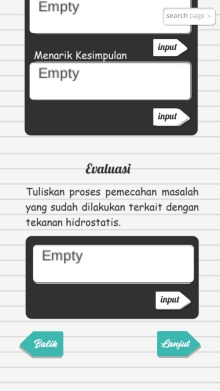 Empty
search page
input
Menarik Kesimpulan
Empty
input
Evaluasi
Tuliskan proses pemecahan masalah
yang sudah dilakukan terkait dengan
tekanan hidrostatis.
Empty
input
Balik
Lanjut